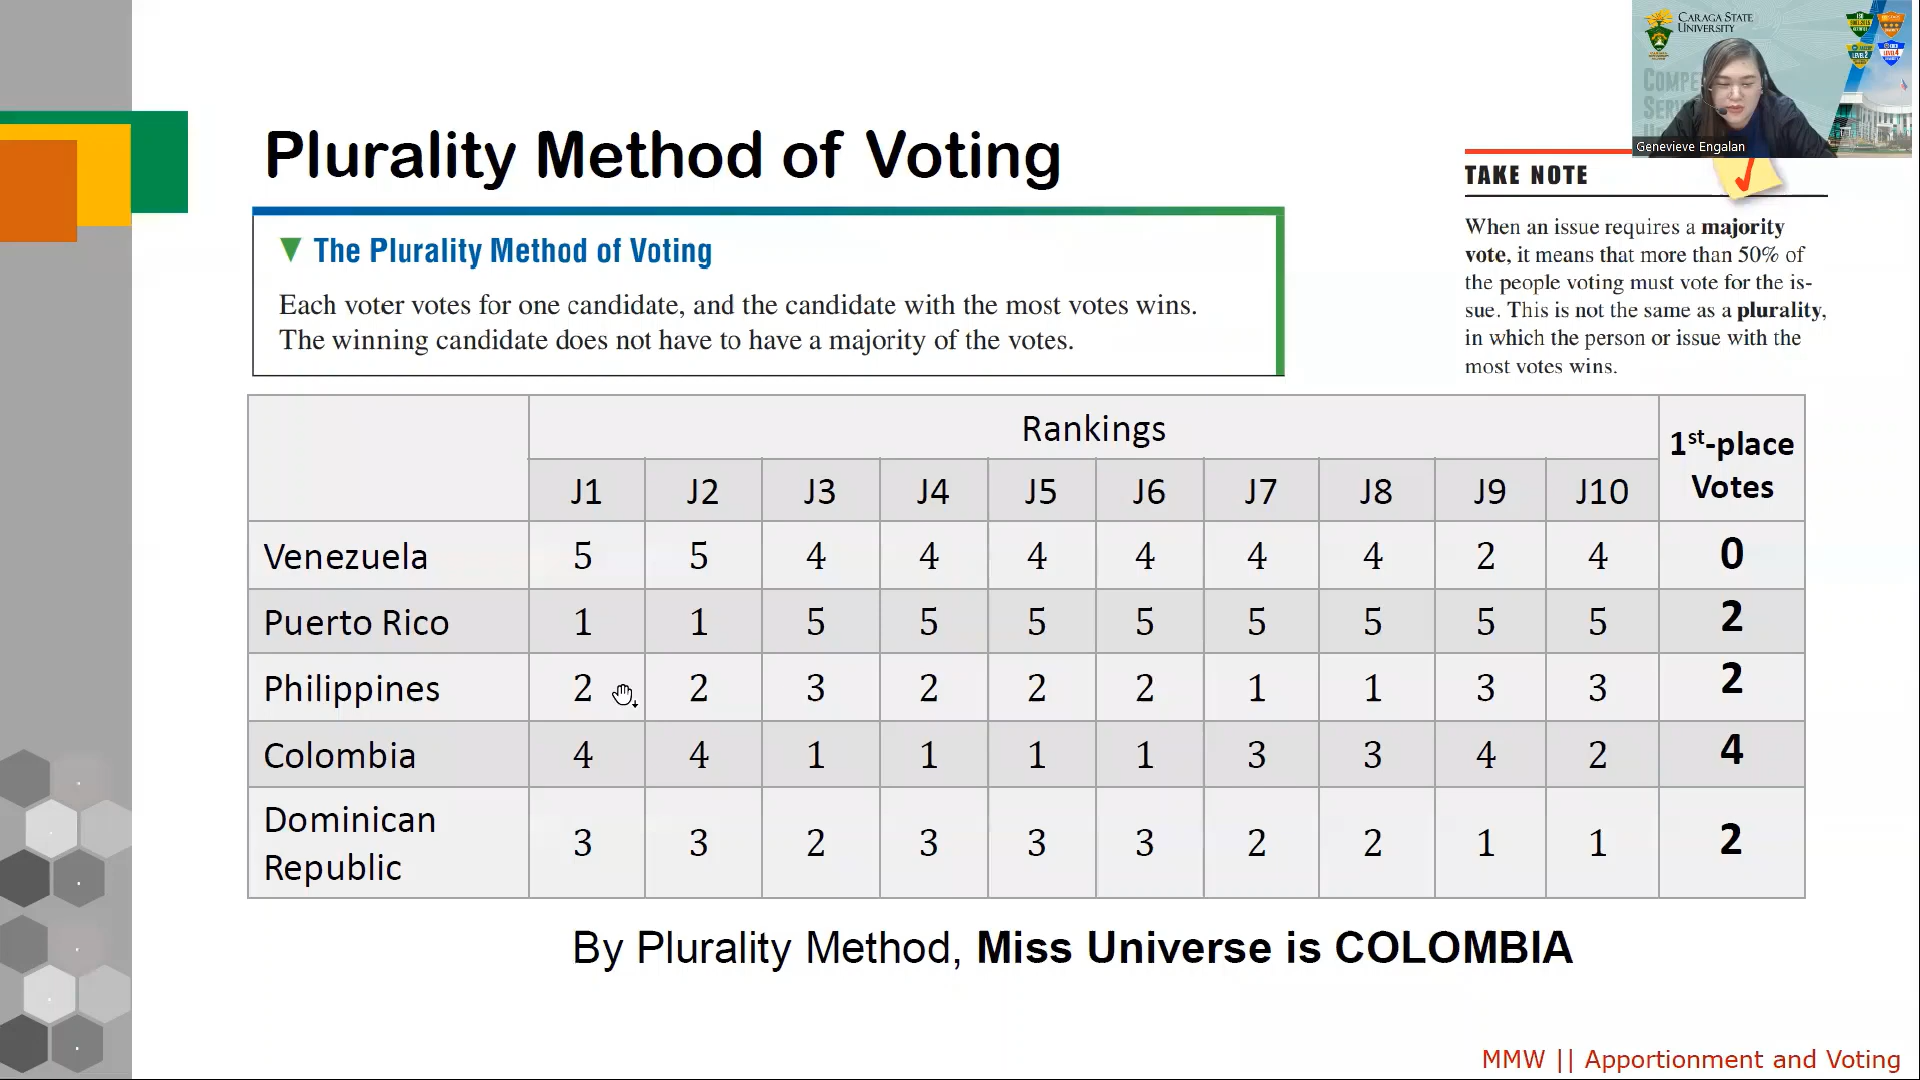 CARAGA STATE
UNIVERSITY
Genevieve Engalan
Plurality Method of Voting
The Plurality Method of Voting
Each voter votes for one candidate, and the candidate with the most votes wins.
The winning candidate does not have to have a majority of the votes.
TAKE NOTE
When an issue requires a majority
vote, it means that more than 50% of
the people voting must vote for the is-
sue. This is not the same as a plurality,
in which the person or issue with the
most votes wins.
Rankings 1st-place Votes
J1 J2 J3 J4 J5 J6 J7 J8 J9 J10
Venezuela 5 5 4 4 4 4 4 4 2 4 0
Puerto Rico 1 1 5 5 5 5 5 5 5 5 2
Philippines 2 2 3 2 2 2 1 1 3 3 2
Colombia 4 4 1 1 1 1 3 3 4 2 4
Dominican
Republic 3 3 2 3 3 3 2 2 1 1 2
By Plurality Method, Miss Universe is COLOMBIA
MMW || Apportionment and Voting